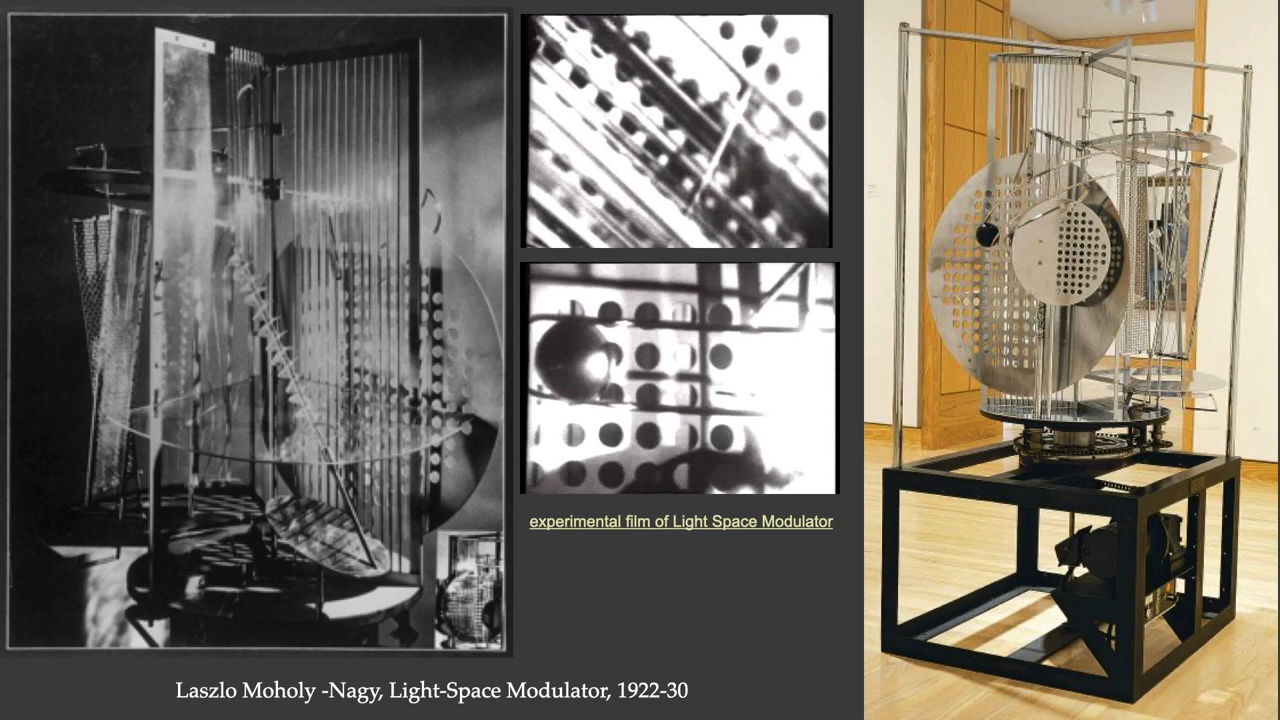 experimental film of Light Space Modulator
Laszlo Moholy -Nagy, Light-Space Modulator, 1922-30